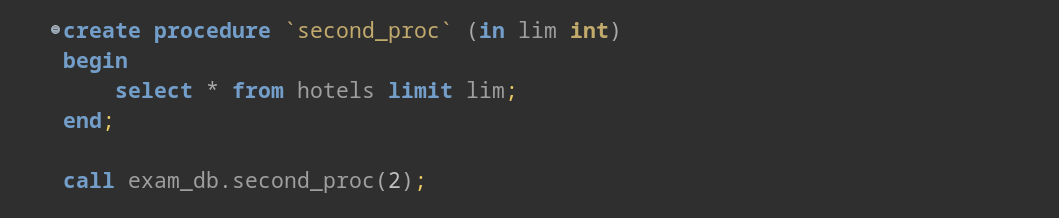 create procedure `second_proc` (in lim int)
begin
    select * from hotels limit lim;
end;

call exam_db.second_proc(2);